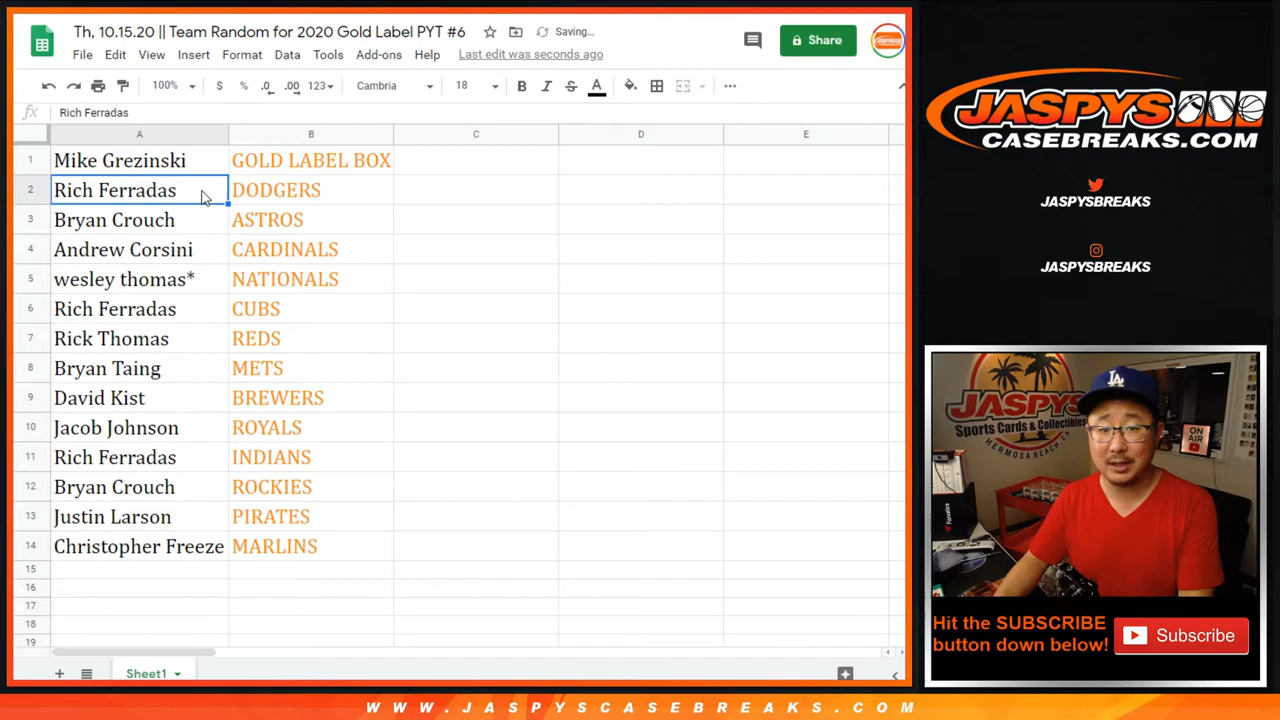 Th, 10.15.20 || Team Random for 2020 Gold Label PYT #6
Saving...
File Edit View Insert Format Data Tools Add-ons Help Last edit was seconds ago
Share
100% $ % .0 .00 123 Cambria 18 B I S A
fx Rich Ferradas
A B C D E
1 Mike Grezinski GOLD LABEL BOX
2 Rich Ferradas DODGERS
3 Bryan Crouch ASTROS
4 Andrew Corsini CARDINALS
5 wesley thomas* NATIONALS
6 Rich Ferradas CUBS
7 Rick Thomas REDS
8 Bryan Taing METS
9 David Kist BREWERS
10 Jacob Johnson ROYALS
11 Rich Ferradas INDIANS
12 Bryan Crouch ROCKIES
13 Justin Larson PIRATES
14 Christopher Freeze MARLINS
15
16
17
18
19
Sheet1
JASPYS
CASEBREAKS.COM
JASPYSBREAKS
JASPYSBREAKS
JASPYS
Sports Cards & Collectibles
HERMOSA BEACH, CA
LA
ON AIR
Fanatics
Hit the SUBSCRIBE
button down below!
Subscribe
WWW.JASPYSCASEBREAKS.COM